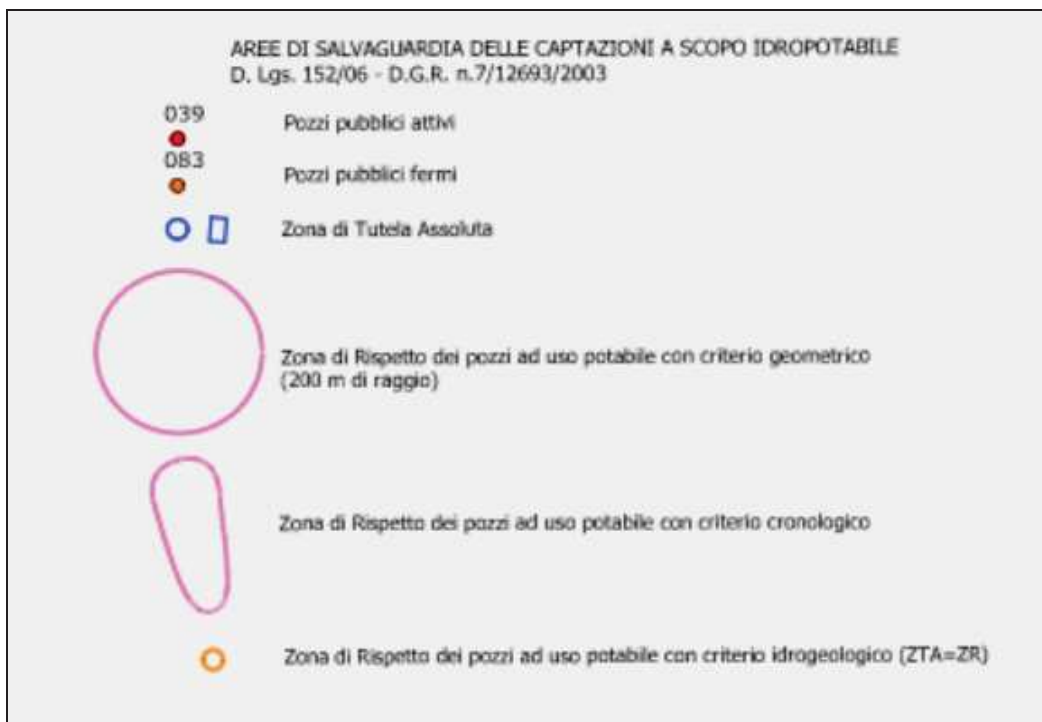 AREE DI SALVAGUARDIA DELLE CAPTAZIONI A SCOPO IDROPOTABILE
D. Lgs. 152/06 - D.G.R. n.7/12693/2003
039
Pozzi pubblici attivi
083
Pozzi pubblici fermi
Zona di Tutela Assoluta
Zona di Rispetto dei pozzi ad uso potabile con criterio geometrico
(200 m di raggio)
Zona di Rispetto dei pozzi ad uso potabile con criterio cronologico
Zona di Rispetto dei pozzi ad uso potabile con criterio idrogeologico (ZTA=ZR)